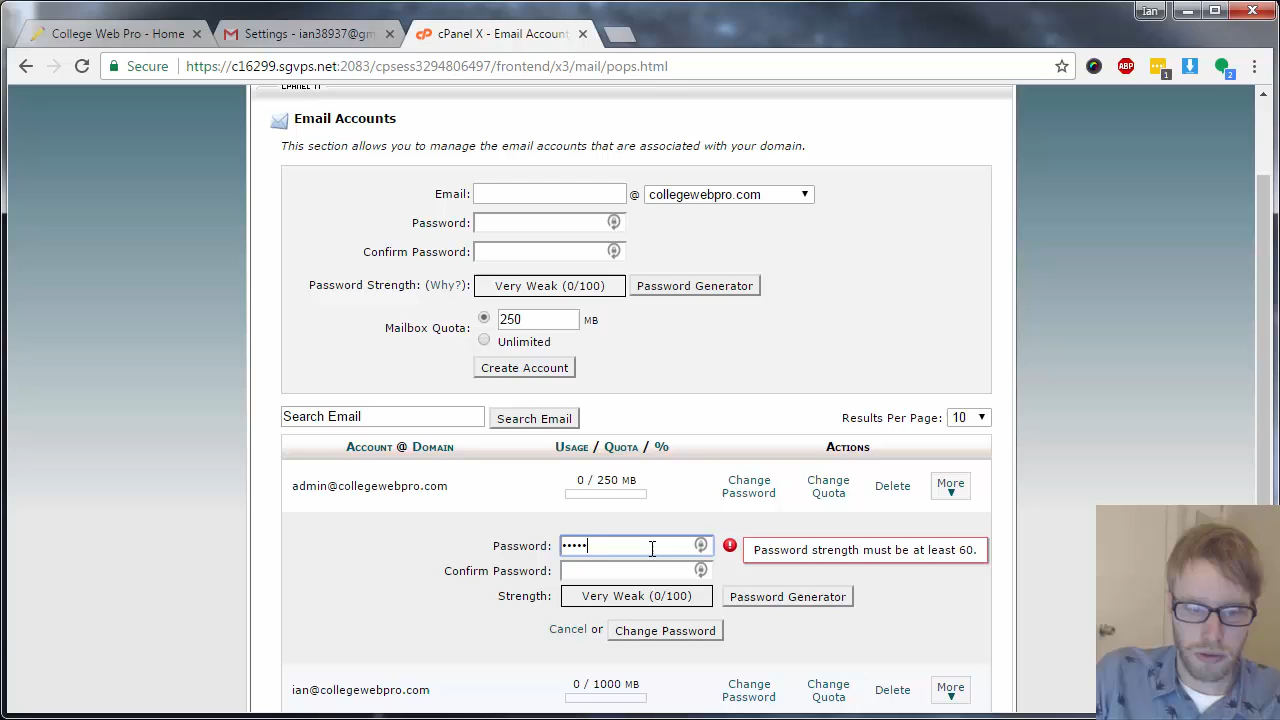 Ian
College Web Pro - Home
Settings - ian38937@gm
cPanel X - Email Account
Secure
https://c16299.sgvps.net:2083/cpsess3294806497/frontend/x3/mail/pops.html
ABP
1
2
Email Accounts
This section allows you to manage the email accounts that are associated with your domain.
Email:
@
collegewebpro.com
Password:
Confirm Password:
Password Strength: (Why?):
Very Weak (0/100)
Password Generator
Mailbox Quota:
250
MB
Unlimited
Create Account
Search Email
Search Email
Results Per Page:
10
Account @ Domain
Usage / Quota / %
Actions
admin@collegewebpro.com
0 / 250 MB
Change Password
Change Quota
Delete
More
Password:
•••••
Password strength must be at least 60.
Confirm Password:
Strength:
Very Weak (0/100)
Password Generator
Cancel or
Change Password
ian@collegewebpro.com
0 / 1000 MB
Change Password
Change Quota
Delete
More